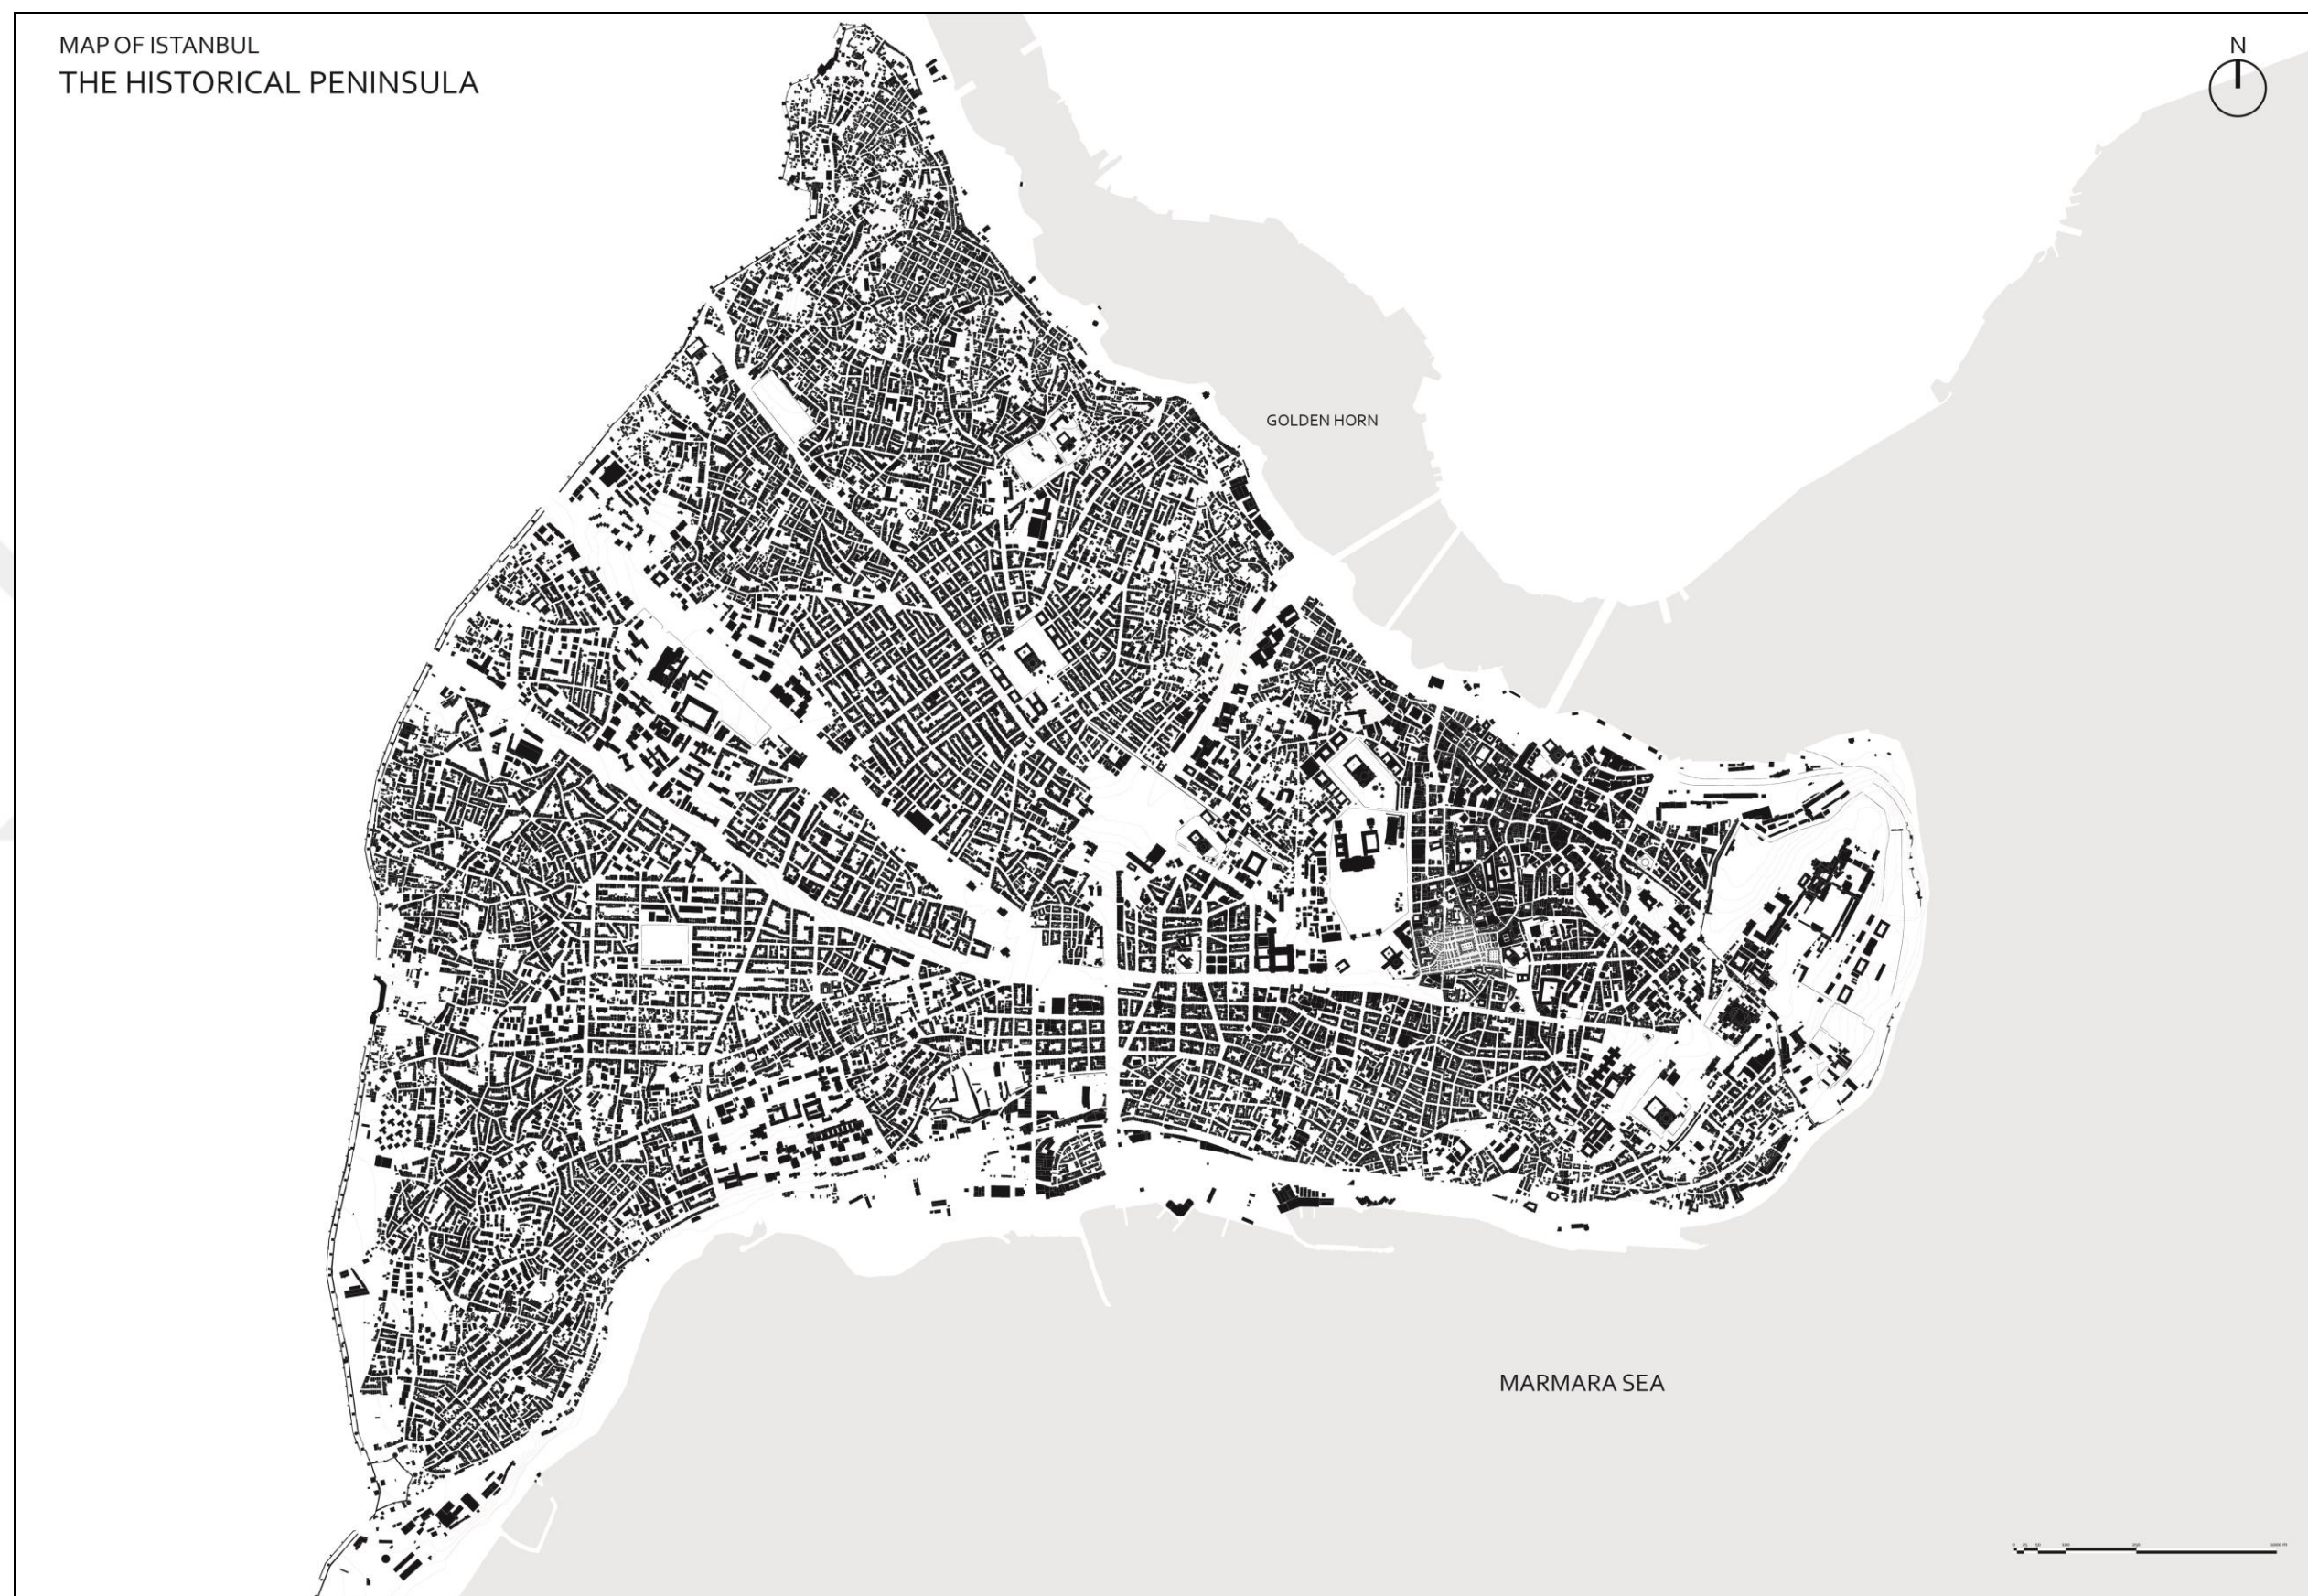 MAP OF ISTANBUL
THE HISTORICAL PENINSULA
N
GOLDEN HORN
MARMARA SEA